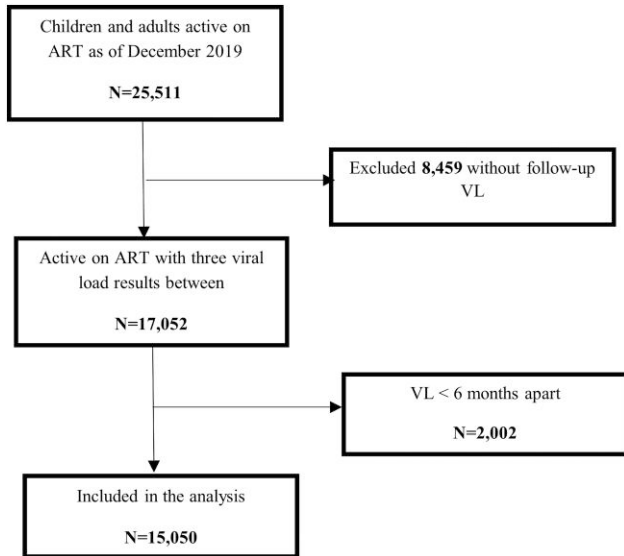 Children and adults active on
ART as of December 2019
N=25,511
Excluded 8,459 without follow-up
VL
Active on ART with three viral
load results between
N=17,052
VL < 6 months apart
N=2,002
Included in the analysis
N=15,050